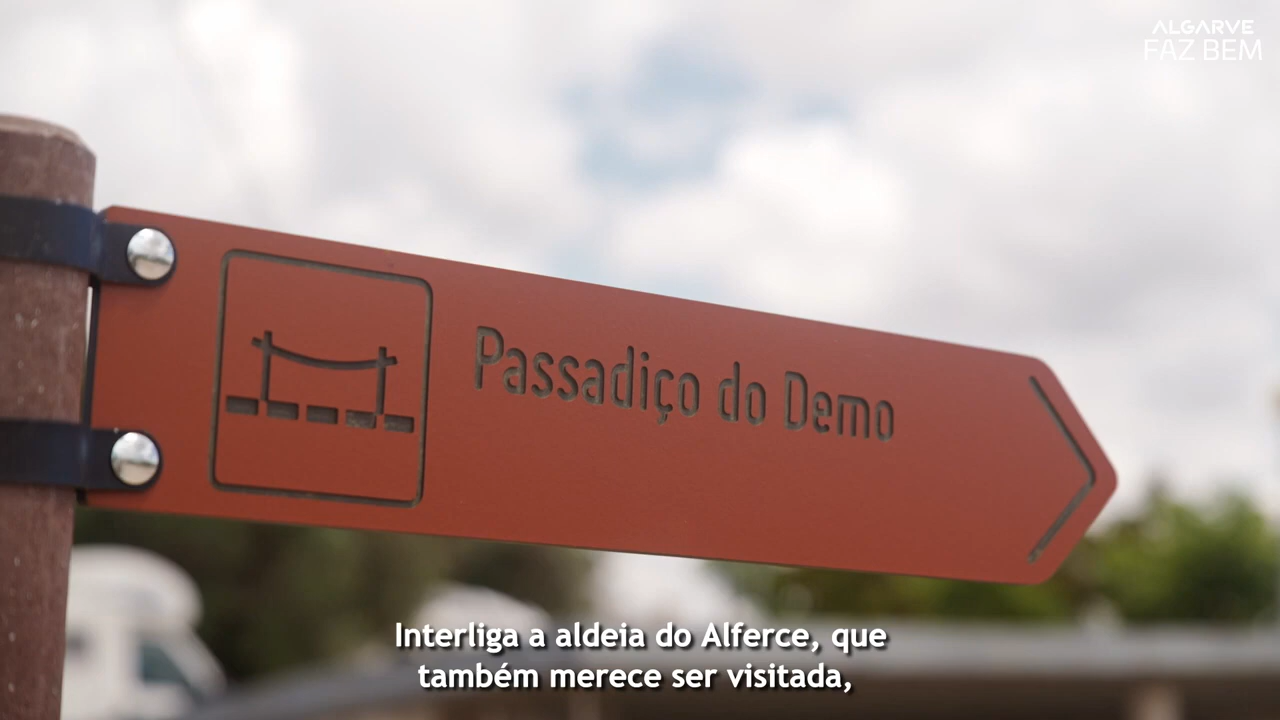 ALGARVE
FAZ BEM
Passadiço do Demo
Interliga a aldeia do Alferce, que
também merece ser visitada,